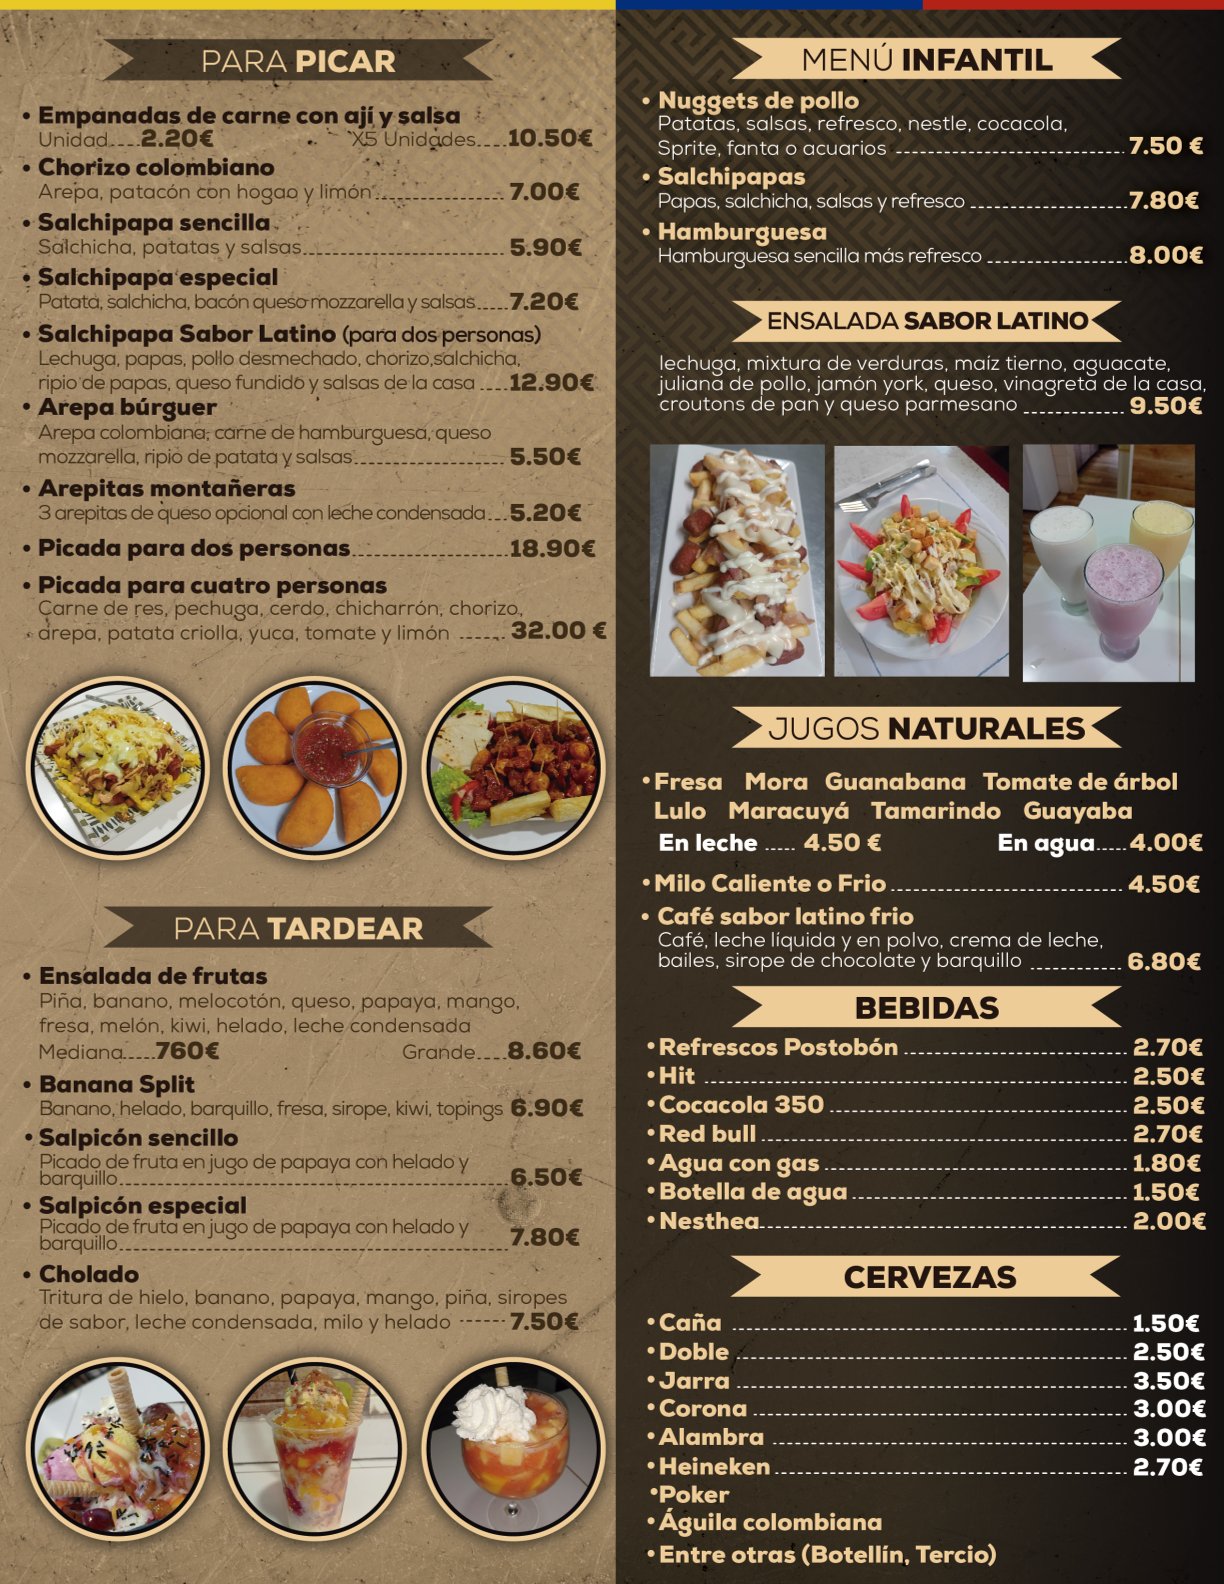 PARA PICAR
• Empanadas de carne con ají y salsa
Unidad.....2.20€ X5 Unidades.....10.50€
• Chorizo colombiano
Arepa, patacón con hogao y limón..................7.00€
• Salchipapa sencilla
Salchicha, patatas y salsas.............................5.90€
• Salchipapa especial
Patata, salchicha, bacón queso mozzarella y salsas.....7.20€
• Salchipapa Sabor Latino (para dos personas)
Lechuga, papas, pollo desmechado, chorizo,salchicha,
ripio de papas, queso fundido y salsas de la casa ....12.90€
• Arepa búrguer
Arepa colombiana, carne de hamburguesa, queso
mozzarella, ripio de patata y salsas......................5.50€
• Arepitas montañeras
3 arepitas de queso opcional con leche condensada...5.20€
• Picada para dos personas......................18.90€
• Picada para cuatro personas
Carne de res, pechuga, cerdo, chicharrón, chorizo,
arepa, patata criolla, yuca, tomate y limón ......32.00 €
PARA TARDEAR
• Ensalada de frutas
Piña, banano, melocotón, queso, papaya, mango,
fresa, melón, kiwi, helado, leche condensada
Mediana.....760€ Grande....8.60€
• Banana Split
Banano, helado, barquillo, fresa, sirope, kiwi, topings 6.90€
• Salpicón sencillo
Picado de fruta en jugo de papaya con helado y
barquillo.......................................................6.50€
• Salpicón especial
Picado de fruta en jugo de papaya con helado y
barquillo.......................................................7.80€
• Cholado
Tritura de hielo, banano, papaya, mango, piña, siropes
de sabor, leche condensada, milo y helado ------7.50€
MENÚ INFANTIL
• Nuggets de pollo
Patatas, salsas, refresco, nestle, cocacola,
Sprite, fanta o acuarios ................................7.50 €
• Salchipapas
Papas, salchicha, salsas y refresco .....................7.80€
• Hamburguesa
Hamburguesa sencilla más refresco ...................8.00€
ENSALADA SABOR LATINO
lechuga, mixtura de verduras, maíz tierno, aguacate,
juliana de pollo, jamón york, queso, vinagreta de la casa,
croutons de pan y queso parmesano ..............9.50€
JUGOS NATURALES
•Fresa Mora Guanabana Tomate de árbol
Lulo Maracuyá Tamarindo Guayaba
En leche ..... 4.50 € En agua.....4.00€
•Milo Caliente o Frio................................4.50€
• Café sabor latino frio
Café, leche líquida y en polvo, crema de leche,
bailes, sirope de chocolate y barquillo ............6.80€
BEBIDAS
•Refrescos Postobón ..............................2.70€
•Hit ..........................................................2.50€
•Cocacola 350 .........................................2.50€
•Red bull..................................................2.70€
•Agua con gas .........................................1.80€
•Botella de agua......................................1.50€
•Nesthea..................................................2.00€
CERVEZAS
•Caña ......................................................1.50€
•Doble .....................................................2.50€
•Jarra ......................................................3.50€
•Corona ...................................................3.00€
•Alambra .................................................3.00€
•Heineken ................................................2.70€
•Poker
•Águila colombiana
•Entre otras (Botellín, Tercio)